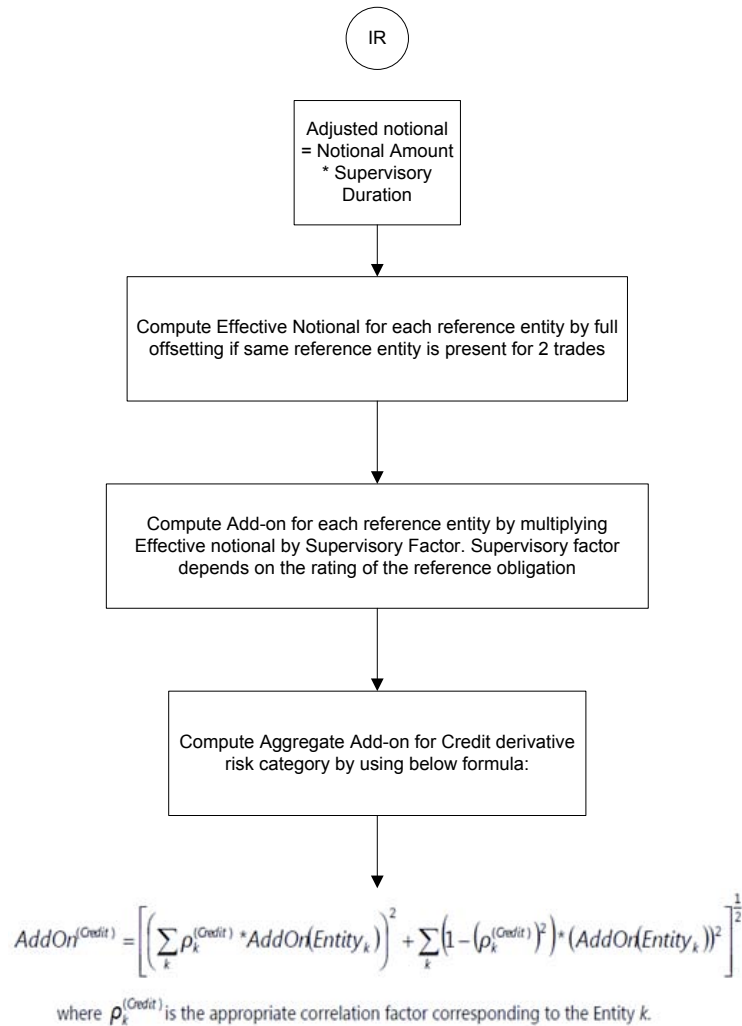 IR
Adjusted notional
= Notional Amount
* Supervisory
Duration
Compute Effective Notional for each reference entity by full
offsetting if same reference entity is present for 2 trades
Compute Add-on for each reference entity by multiplying
Effective notional by Supervisory Factor. Supervisory factor
depends on the rating of the reference obligation
Compute Aggregate Add-on for Credit derivative
risk category by using below formula:
AddOn^{(Credit)} = [(∑_k ρ_k^{(Credit)} * AddOn(Entity_k))^2 + ∑_k (1 − (ρ_k^{(Credit)})^2) * (AddOn(Entity_k))^2]^{1/2}
where ρ_k^{(Credit)} is the appropriate correlation factor corresponding to the Entity k.